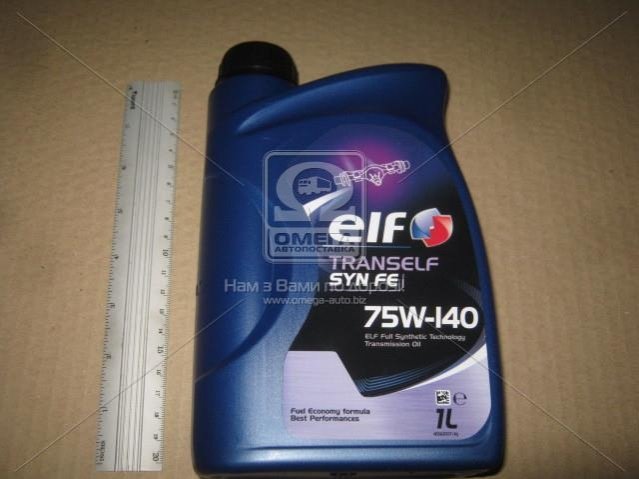 elf
TRANSELF
SYN FE
75W-140
ELF Full Synthetic Technology
Transmission Oil
Fuel Economy formula
Best Performances
1L
e
OMEGA
АВТОПОСТАВКА
Нам з Вами по дорозі!
www.omega-auto.biz